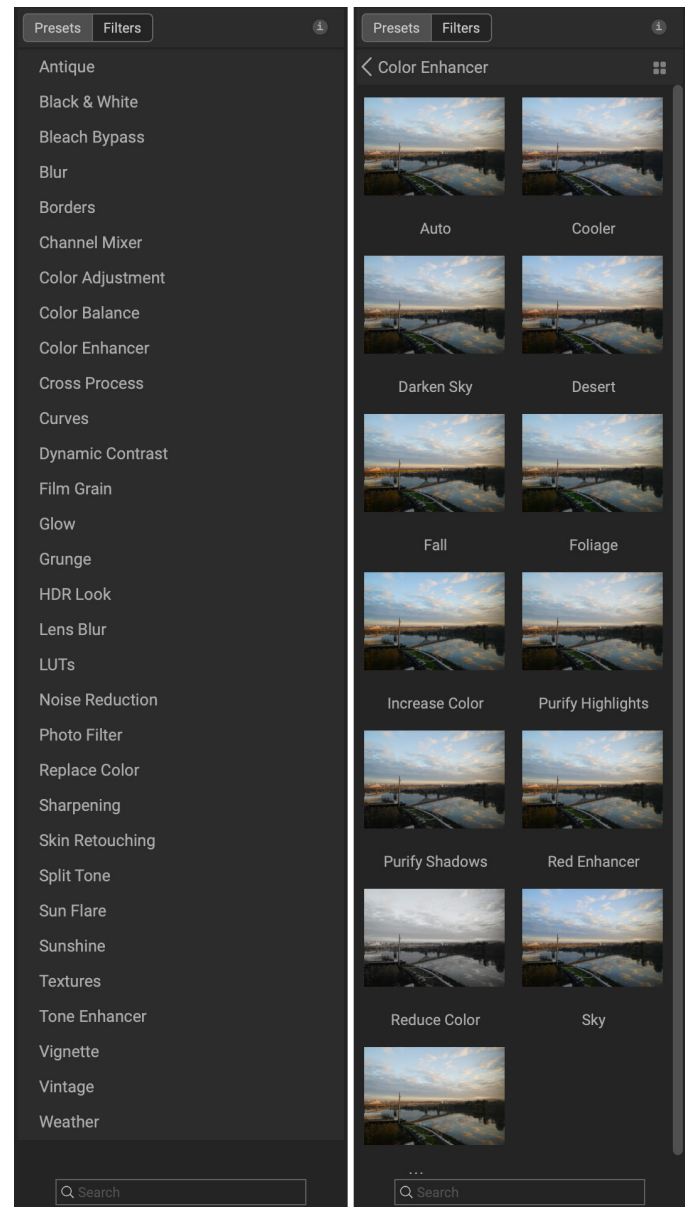 Presets Filters i
Antique
Black & White
Bleach Bypass
Blur
Borders
Channel Mixer
Color Adjustment
Color Balance
Color Enhancer
Cross Process
Curves
Dynamic Contrast
Film Grain
Glow
Grunge
HDR Look
Lens Blur
LUTs
Noise Reduction
Photo Filter
Replace Color
Sharpening
Skin Retouching
Split Tone
Sun Flare
Sunshine
Textures
Tone Enhancer
Vignette
Vintage
Weather
Search
Presets Filters i
Color Enhancer
Auto Cooler
Darken Sky Desert
Fall Foliage
Increase Color Purify Highlights
Purify Shadows Red Enhancer
Reduce Color Sky
...
Search